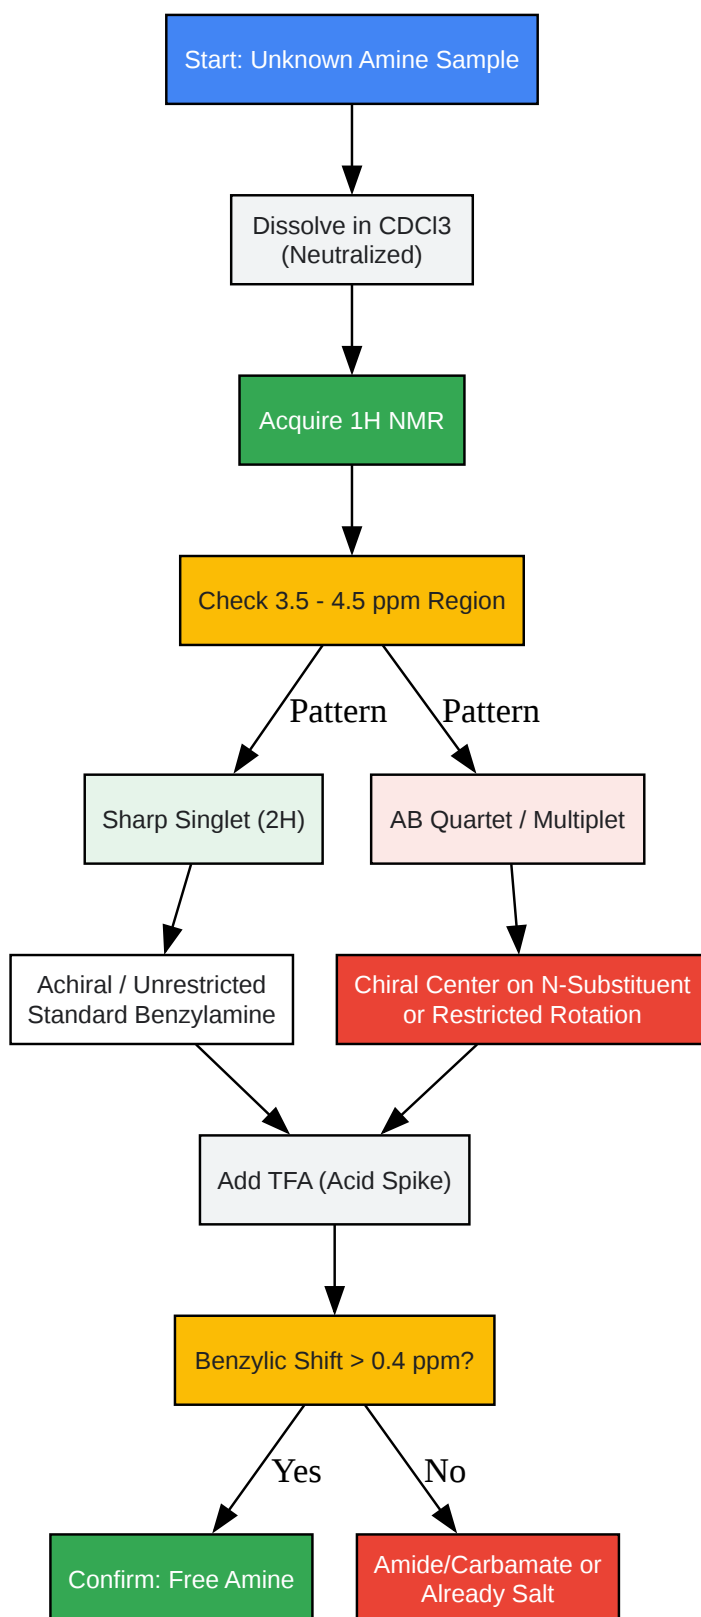 Start: Unknown Amine Sample
Dissolve in CDCl3
(Neutralized)
Acquire 1H NMR
Check 3.5 - 4.5 ppm Region
Pattern
Pattern
Sharp Singlet (2H)
AB Quartet / Multiplet
Achiral / Unrestricted
Standard Benzylamine
Chiral Center on N-Substituent
or Restricted Rotation
Add TFA (Acid Spike)
Benzylic Shift > 0.4 ppm?
Yes
No
Confirm: Free Amine
Amide/Carbamate or
Already Salt